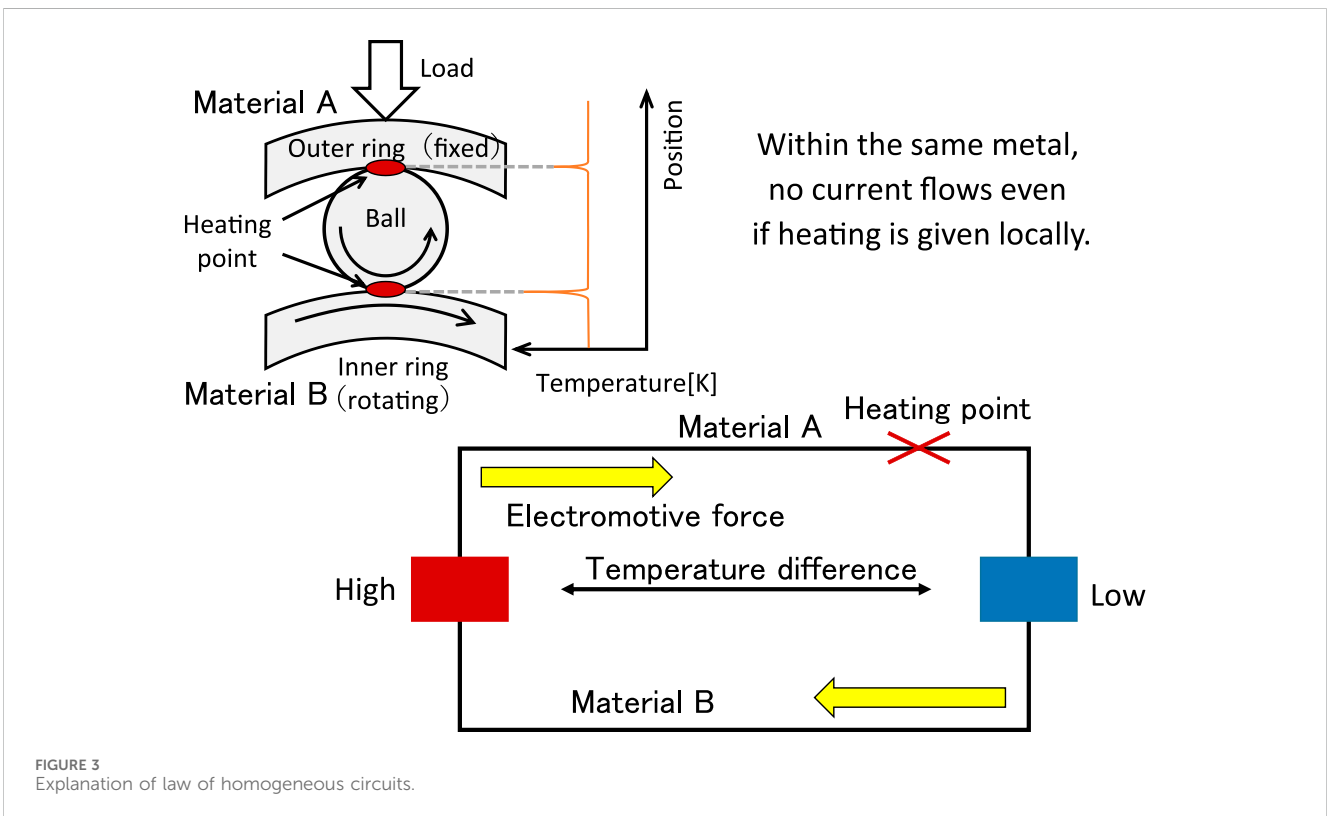 Load
Material A
Outer ring（fixed）
Heating
point
Ball
Inner ring
（rotating）
Material B
Position
Temperature[K]
Within the same metal,
no current flows even
if heating is given locally.
Material A
Heating point
Electromotive force
Temperature difference
High
Low
Material B
FIGURE 3
Explanation of law of homogeneous circuits.